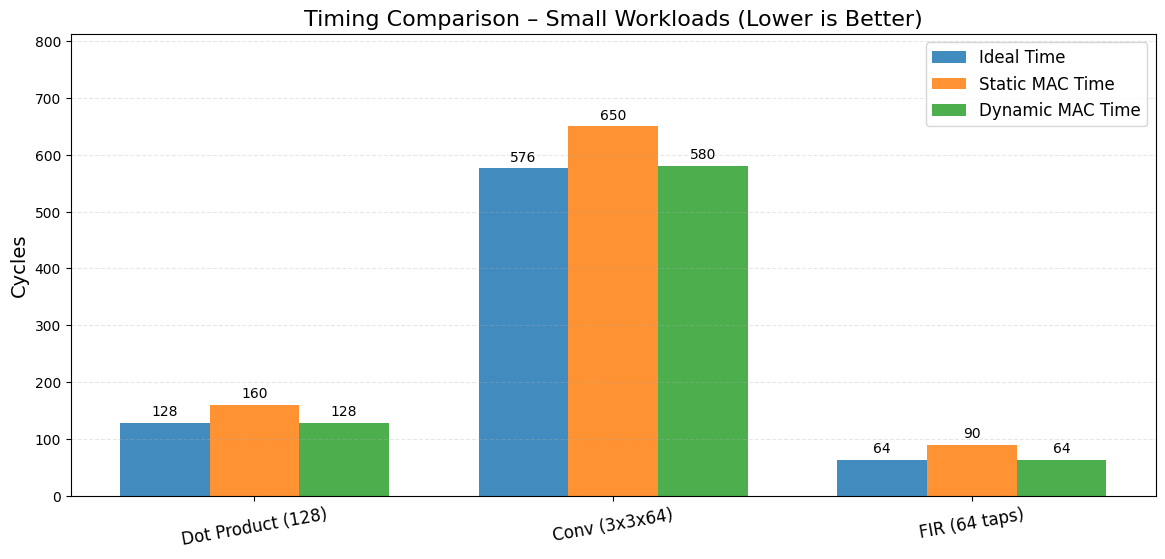 Timing Comparison – Small Workloads (Lower is Better)
800
700
600
500
400
300
200
100
0
Cycles
Ideal Time
Static MAC Time
Dynamic MAC Time
128
160
128
576
650
580
64
90
64
Dot Product (128)
Conv (3x3x64)
FIR (64 taps)